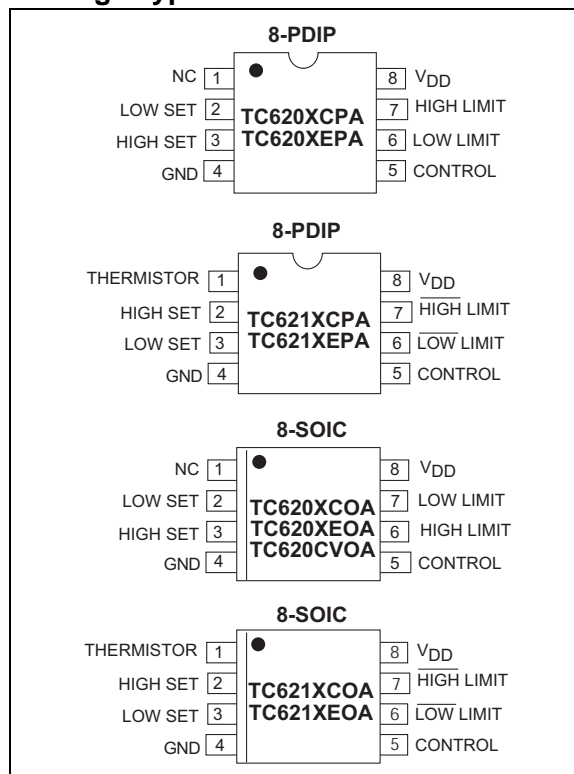 8-PDIP
NC 1 8 VDD
LOW SET 2 TC620XCPA 7 HIGH LIMIT
HIGH SET 3 TC620XEPA 6 LOW LIMIT
GND 4 5 CONTROL
8-PDIP
THERMISTOR 1 8 VDD
HIGH SET 2 TC621XCPA 7 HIGH LIMIT
LOW SET 3 TC621XEPA 6 LOW LIMIT
GND 4 5 CONTROL
8-SOIC
NC 1 8 VDD
LOW SET 2 TC620XCOA 7 LOW LIMIT
HIGH SET 3 TC620XEOA 6 HIGH LIMIT
TC620CVOA
GND 4 5 CONTROL
8-SOIC
THERMISTOR 1 8 VDD
HIGH SET 2 TC621XCOA 7 HIGH LIMIT
LOW SET 3 TC621XEOA 6 LOW LIMIT
GND 4 5 CONTROL